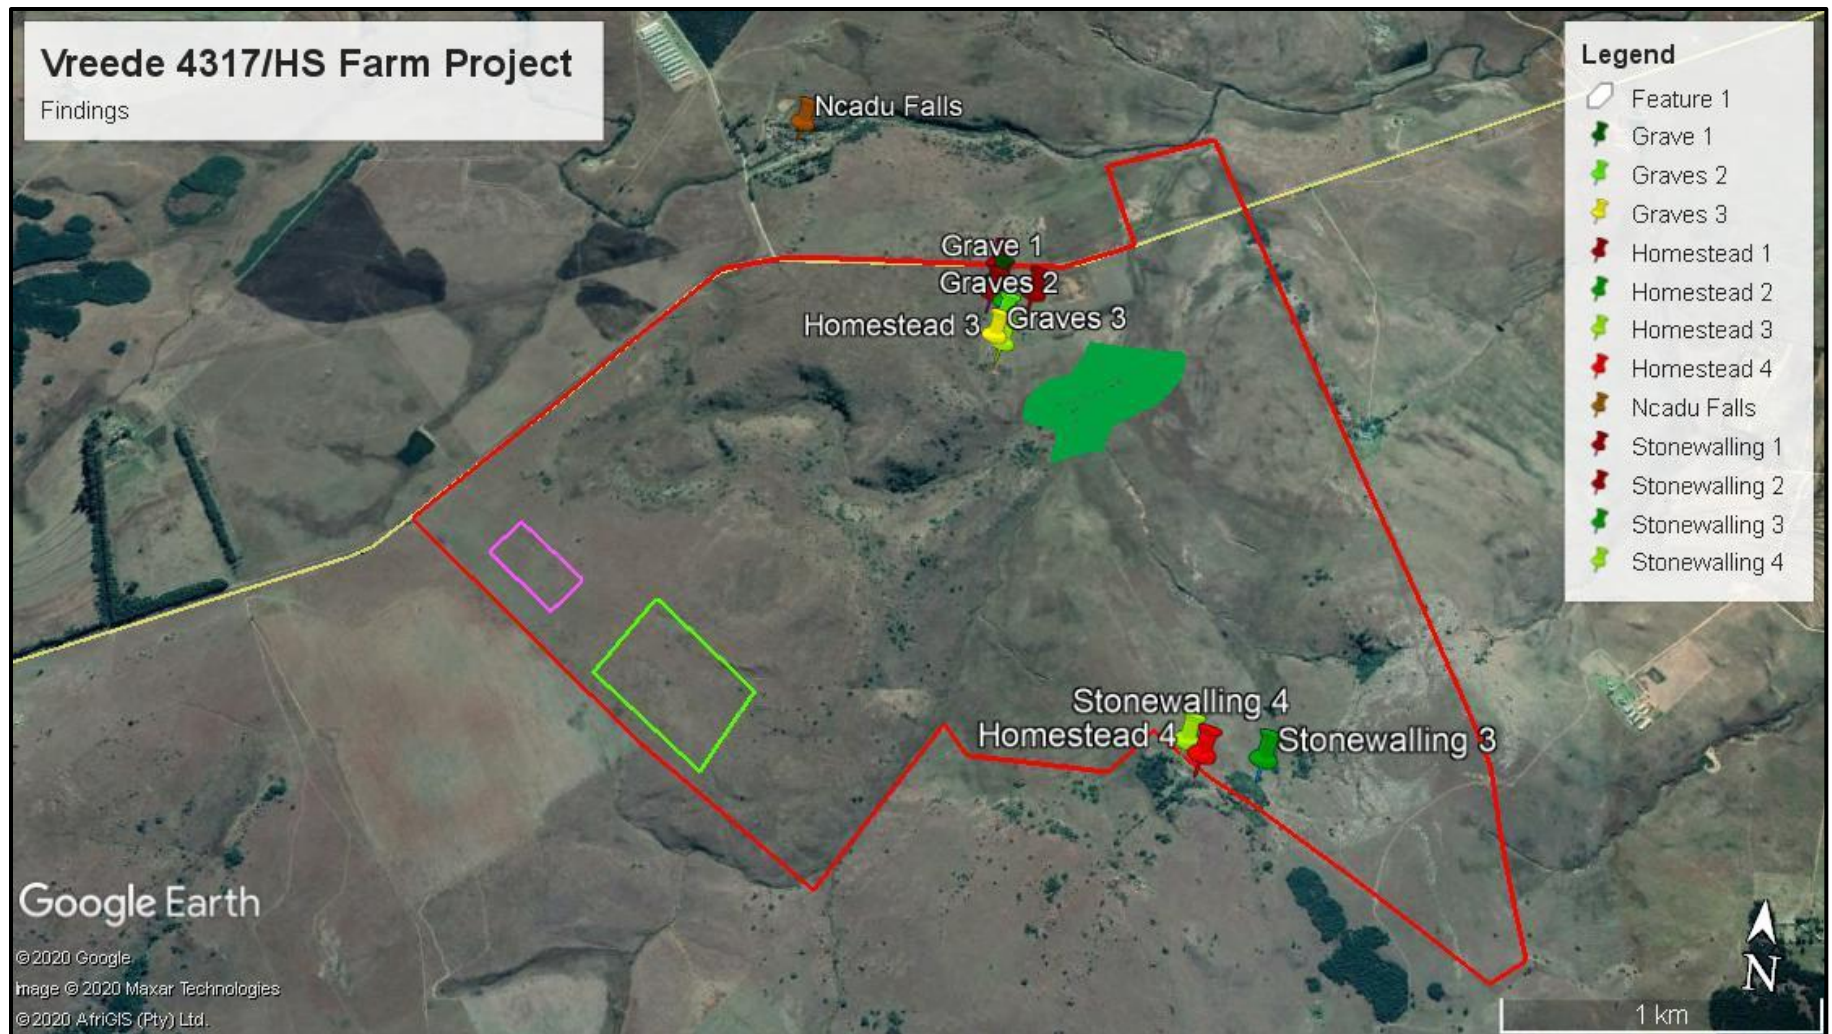 Vreede 4317/HS Farm Project
Findings
Legend
Feature 1
Grave 1
Graves 2
Graves 3
Homestead 1
Homestead 2
Homestead 3
Homestead 4
Ncadu Falls
Stonewalling 1
Stonewalling 2
Stonewalling 3
Stonewalling 4
Ncadu Falls
Grave 1
Graves 2
Homestead 3
Graves 3
Stonewalling 4
Homestead 4
Stonewalling 3
Google Earth
©2020 Google
Image © 2020 Maxar Technologies
©2020 AfriGIS (Pty) Ltd.
N
1 km